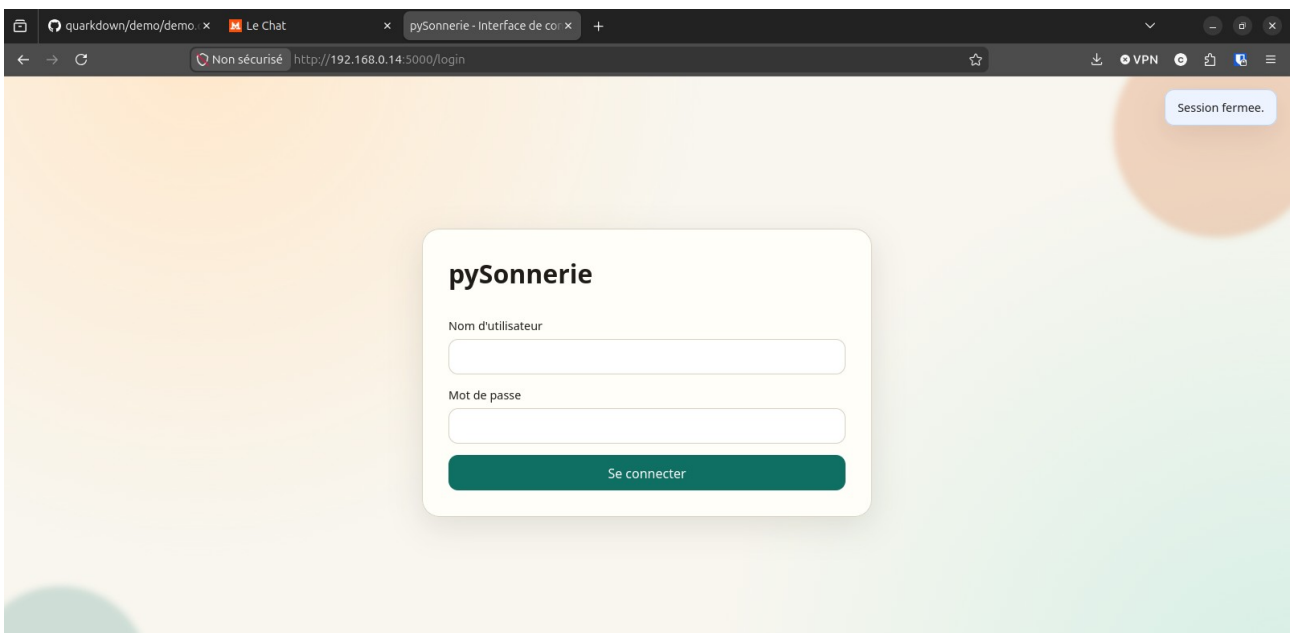 quarkdown/demo/demo.
Le Chat
pySonnerie - Interface de con
Non sécurisé
http://192.168.0.14:5000/login
VPN
Session fermee.
pySonnerie
Nom d'utilisateur
Mot de passe
Se connecter